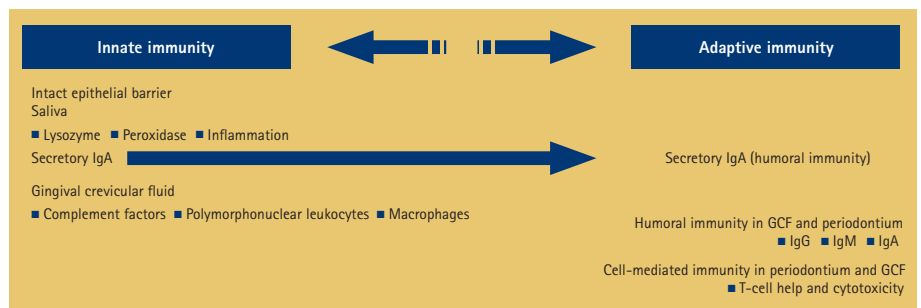 Innate immunity
Adaptive immunity
Intact epithelial barrier
Saliva
■ Lysozyme ■ Peroxidase ■ Inflammation
Secretory IgA
Secretory IgA (humoral immunity)
Gingival crevicular fluid
■ Complement factors ■ Polymorphonuclear leukocytes ■ Macrophages
Humoral immunity in GCF and periodontium
■ IgG ■ IgM ■ IgA
Cell-mediated immunity in periodontium and GCF
■ T-cell help and cytotoxicity